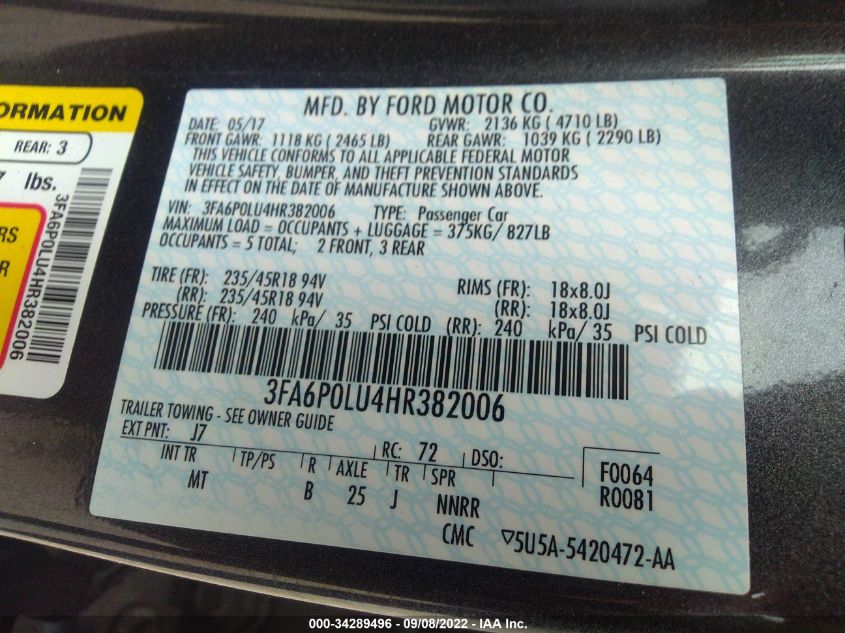 ORMATION
REAR: 3
lbs.
RS
R
3FA6P0LU4HR382006
MFD. BY FORD MOTOR CO.
DATE: 05/17 GVWR: 2136 KG ( 4710 LB)
FRONT GAWR: 1118 KG ( 2465 LB) REAR GAWR: 1039 KG ( 2290 LB)
THIS VEHICLE CONFORMS TO ALL APPLICABLE FEDERAL MOTOR
VEHICLE SAFETY, BUMPER, AND THEFT PREVENTION STANDARDS
IN EFFECT ON THE DATE OF MANUFACTURE SHOWN ABOVE.
VIN: 3FA6P0LU4HR382006 TYPE: Passenger Car
MAXIMUM LOAD = OCCUPANTS + LUGGAGE = 375KG/ 827LB
OCCUPANTS = 5 TOTAL; 2 FRONT, 3 REAR
TIRE (FR): 235/45R18 94V RIMS (FR): 18x8.0J
(RR): 235/45R18 94V (RR): 18x8.0J
PRESSURE (FR): 240 kPa/ 35 PSI COLD (RR): 240 kPa/ 35 PSI COLD
3FA6P0LU4HR382006
TRAILER TOWING - SEE OWNER GUIDE
EXT PNT: J7 RC: 72 DSO: F0064
INT TR TP/PS R AXLE TR SPR R0081
MT B 25 J NNRR
CMC ▽5U5A-5420472-AA
000-34289496 - 09/08/2022 - IAA Inc.